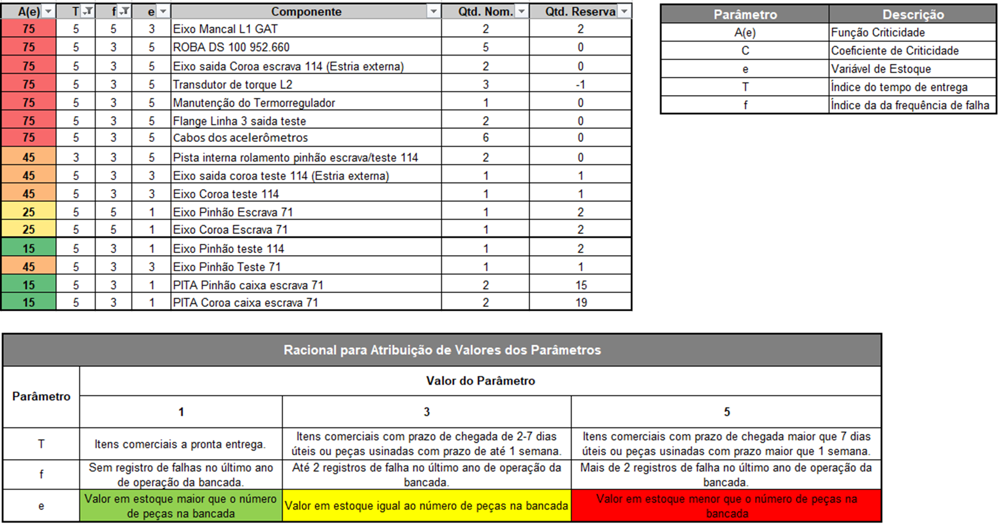 A(e) T f e Componente Qtd. Nom. Qtd. Reserva
75 5 5 3 Eixo Mancal L1 GAT 2 2
75 5 3 5 ROBA DS 100 952.660 5 0
75 5 3 5 Eixo saida Coroa escrava 114 (Estria externa) 2 0
75 5 3 5 Transdutor de torque L2 3 -1
75 5 3 5 Manutenção do Termorregulador 1 0
75 5 3 5 Flange Linha 3 saida teste 2 0
75 5 3 5 Cabos dos acelerômetros 6 0
45 3 3 5 Pista interna rolamento pinhão escrava/teste 114 2 0
45 5 3 3 Eixo saida coroa teste 114 (Estria externa) 1 1
45 5 3 3 Eixo Coroa teste 114 1 1
25 5 5 1 Eixo Pinhão Escrava 71 1 2
25 5 5 1 Eixo Coroa Escrava 71 1 2
15 5 3 1 Eixo Pinhão teste 114 1 2
45 5 3 3 Eixo Pinhão Teste 71 1 1
15 5 3 1 PITA Pinhão caixa escrava 71 2 15
15 5 3 1 PITA Coroa caixa escrava 71 2 19
Parâmetro Descrição
A(e) Função Criticidade
C Coeficiente de Criticidade
e Variável de Estoque
T Índice do tempo de entrega
f Índice da da frequência de falha
Racional para Atribuição de Valores dos Parâmetros
Parâmetro
Valor do Parâmetro
1 3 5
T
Itens comerciais a pronta entrega.
Itens comerciais com prazo de chegada de 2-7 dias
úteis ou peças usinadas com prazo de até 1 semana.
Itens comerciais com prazo de chegada maior que 7 dias
úteis ou peças usinadas com prazo maior que 1 semana.
f
Sem registro de falhas no último ano
de operação da bancada.
Até 2 registros de falha no último ano de operação da
bancada.
Mais de 2 registros de falha no último ano de operação da
bancada.
e
Valor em estoque maior que o número
de peças na bancada
Valor em estoque igual ao número de peças na bancada
Valor em estoque menor que o número de peças na
bancada